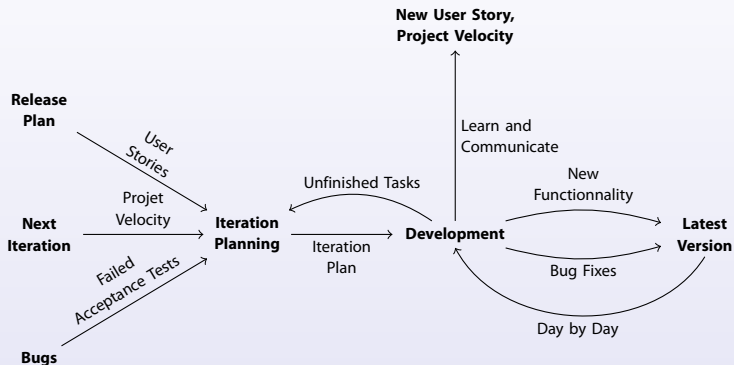 New User Story,
Project Velocity
Release
Plan
User
Stories
Learn and
Communicate
Unfinished Tasks
New
Functionnality
Projet
Velocity
Next
Iteration
Iteration
Planning
Iteration
Plan
Development
Latest
Version
Failed
Acceptance Tests
Bug Fixes
Day by Day
Bugs